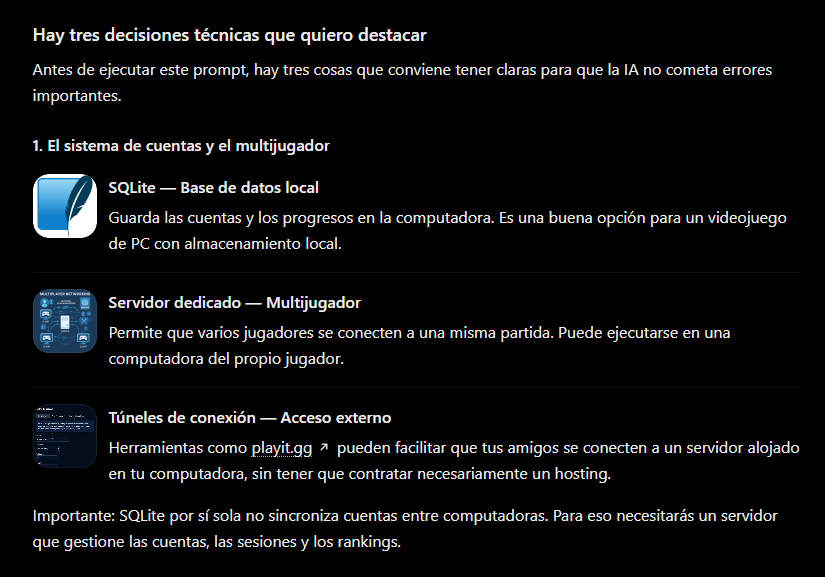 Hay tres decisiones técnicas que quiero destacar
Antes de ejecutar este prompt, hay tres cosas que conviene tener claras para que la IA no cometa errores
importantes.
1. El sistema de cuentas y el multijugador
SQLite — Base de datos local
Guarda las cuentas y los progresos en la computadora. Es una buena opción para un videojuego
de PC con almacenamiento local.
MULTIPLAYER NETWORKING
Servidor dedicado — Multijugador
Permite que varios jugadores se conecten a una misma partida. Puede ejecutarse en una
computadora del propio jugador.
Túneles de conexión — Acceso externo
Herramientas como playit.gg ↗ pueden facilitar que tus amigos se conecten a un servidor alojado
en tu computadora, sin tener que contratar necesariamente un hosting.
Importante: SQLite por sí sola no sincroniza cuentas entre computadoras. Para eso necesitarás un servidor
que gestione las cuentas, las sesiones y los rankings.